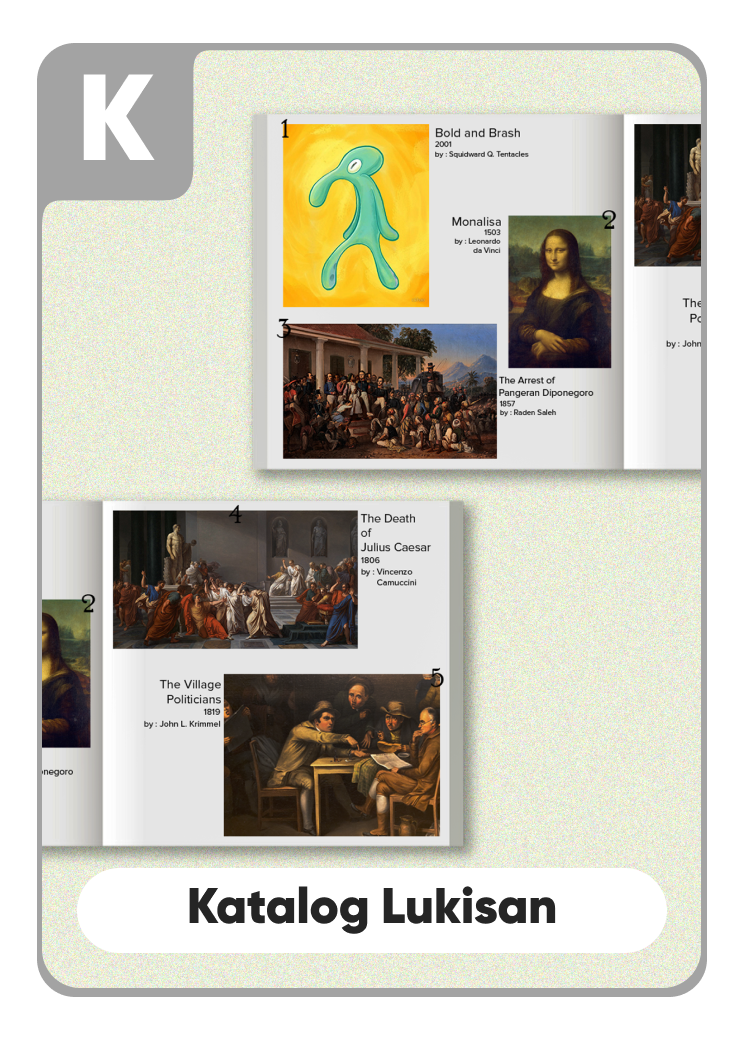 K
1
Bold and Brash
2001
by : Squidward Q. Tentacles
Monalisa
1503
by : Leonardo
da Vinci
2
3
The Arrest of
Pangeran Diponegoro
1857
by : Raden Saleh
The
Po
by : John
4
The Death
of
Julius Caesar
1806
by : Vincenzo
Camuccini
2
onegoro
The Village
Politicians
1819
by : John L. Krimmel
5
Katalog Lukisan